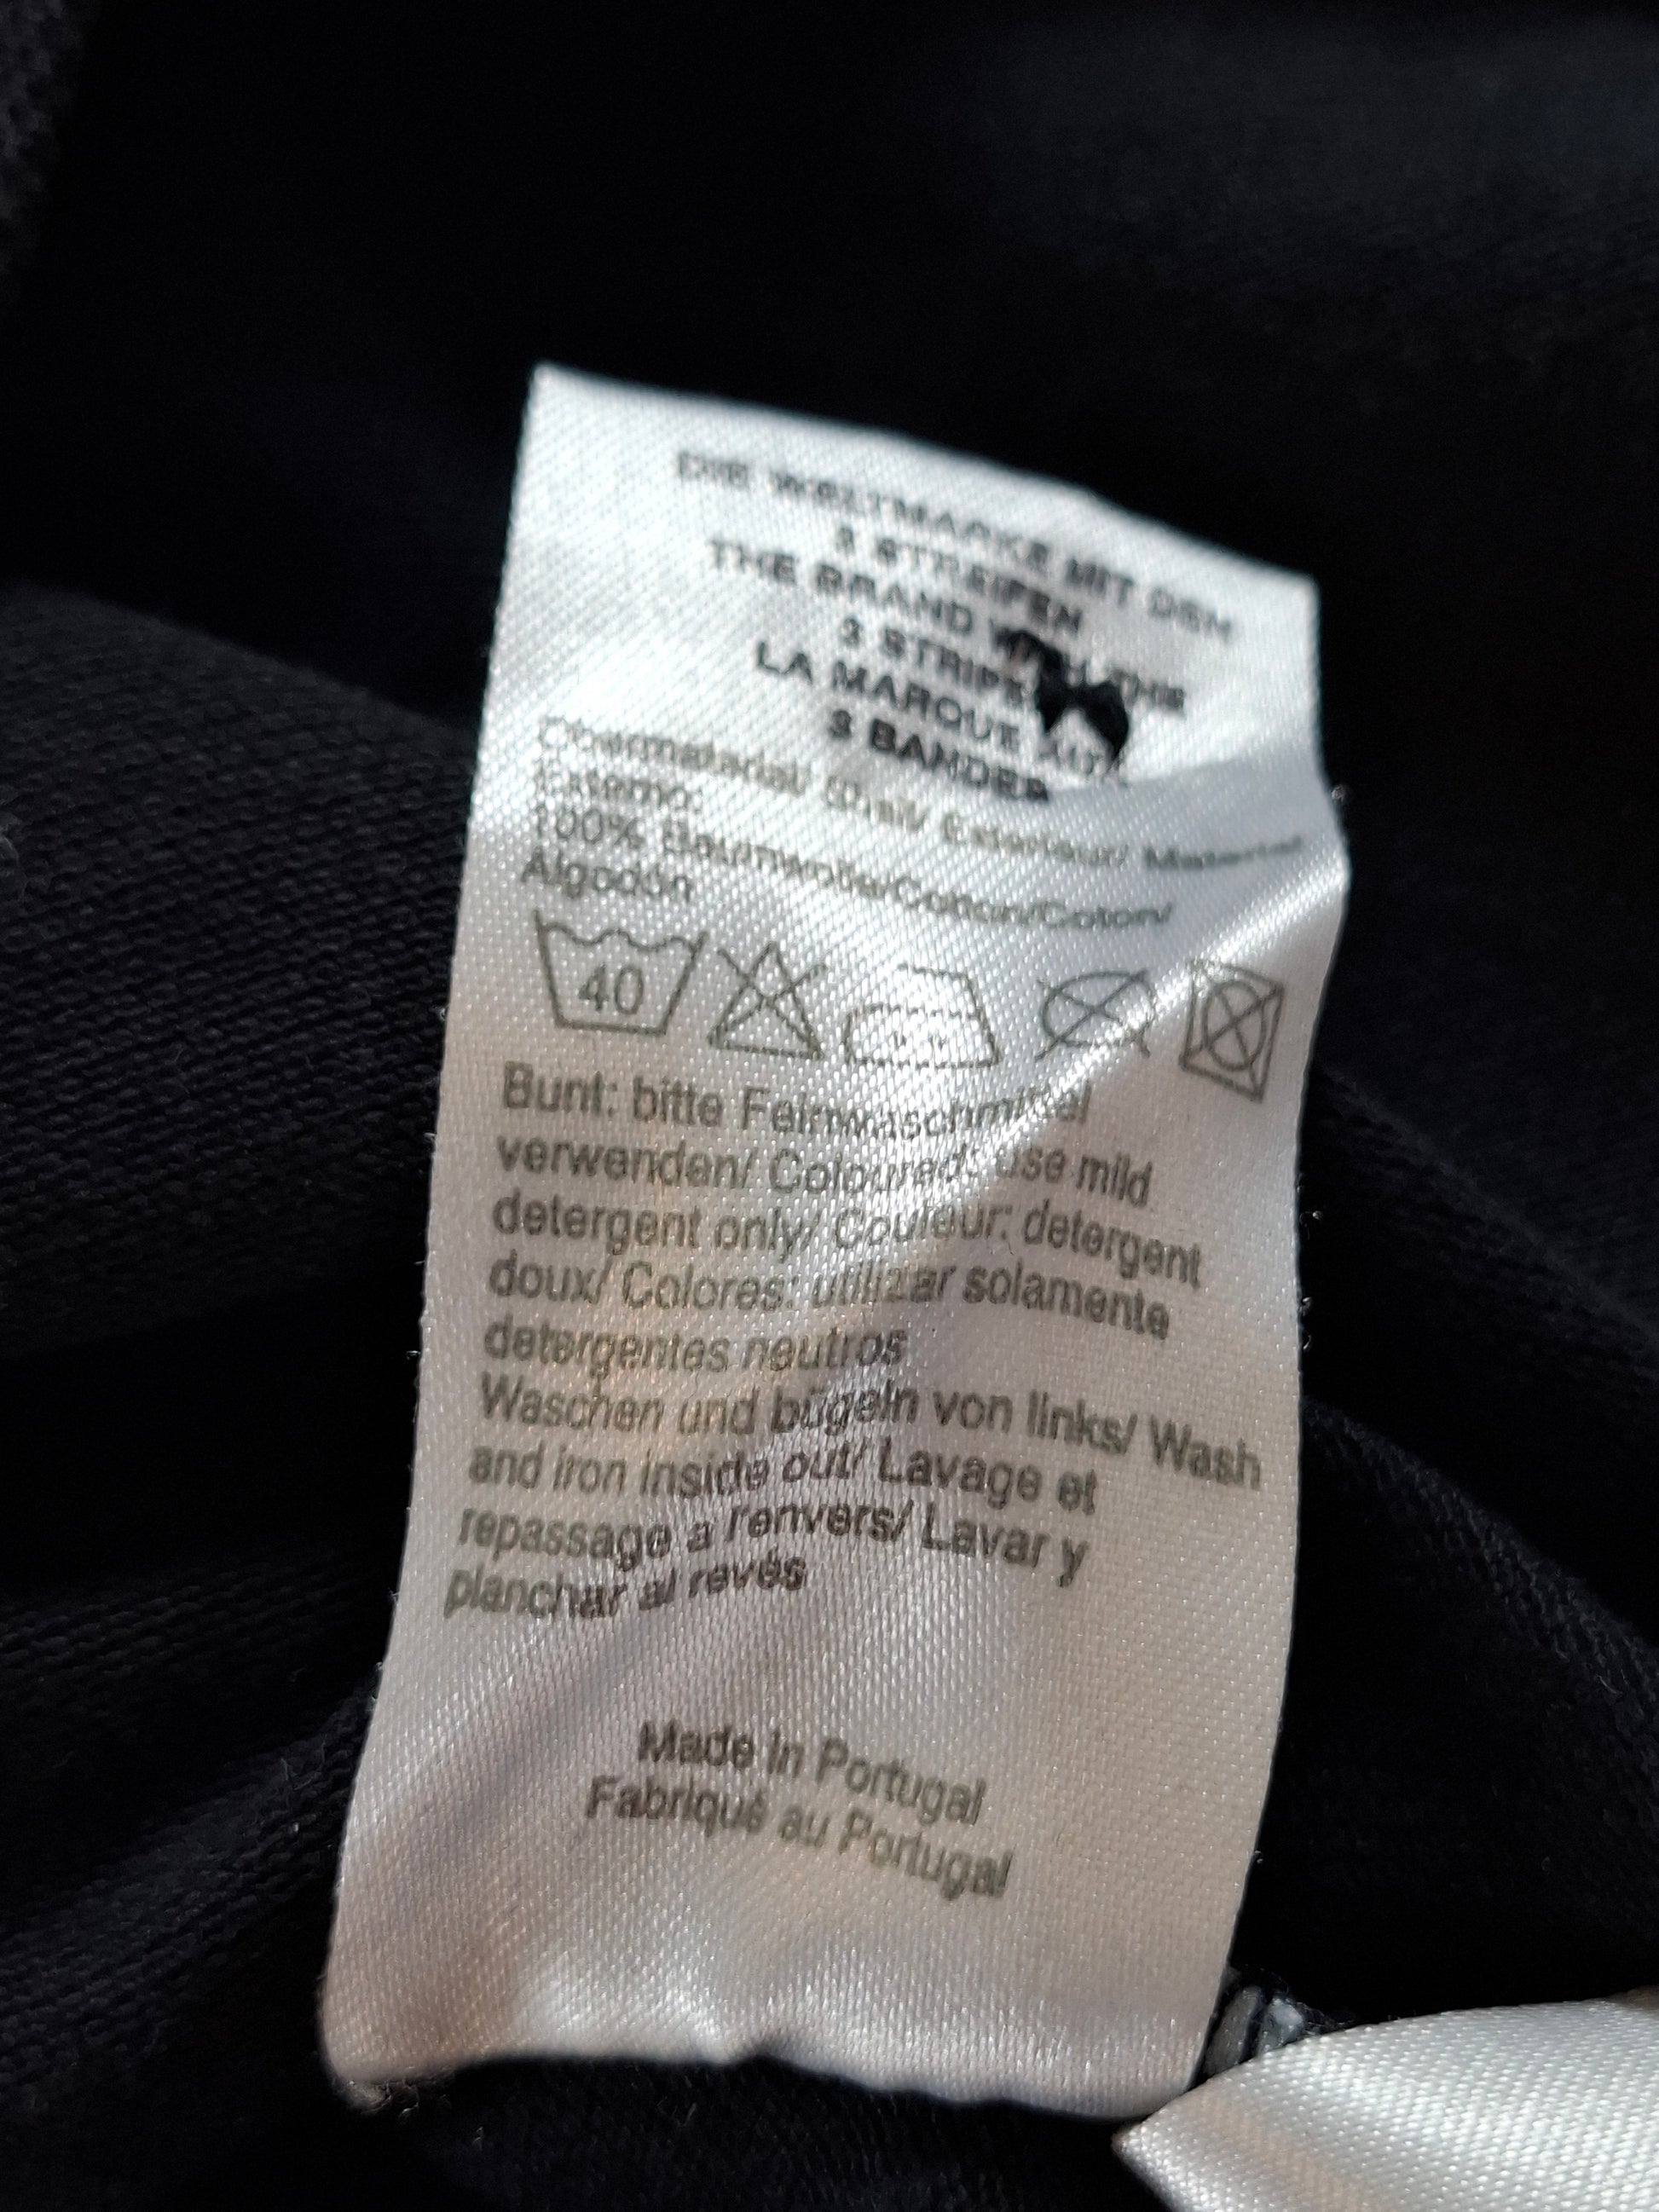 DIE WELTMARKE MIT DEN
3 STREIFEN
THE BRAND WITH THE
3 STRIPES
LA MARQUE AUX
3 BANDES
Obermaterial/ Shell/ Exterieur/ Material
Externo:
100% Baumwolle/Cotton/Coton/
Algodón
40
Bunt: bitte Feinwaschmittel
verwenden/ Coloured: use mild
detergent only/ Couleur: detergent
doux/ Colores: utilizar solamente
detergentes neutros
Waschen und bügeln von links/ Wash
and iron inside out/ Lavage et
repassage a l'envers/ Lavar y
planchar al revés
Made in Portugal
Fabriqué au Portugal